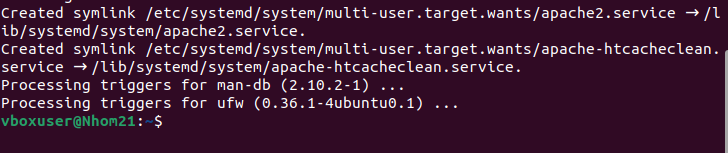 Created symlink /etc/systemd/system/multi-user.target.wants/apache2.service → /l
ib/systemd/system/apache2.service.
Created symlink /etc/systemd/system/multi-user.target.wants/apache-htcacheclean.
service → /lib/systemd/system/apache-htcacheclean.service.
Processing triggers for man-db (2.10.2-1) ...
Processing triggers for ufw (0.36.1-4ubuntu0.1) ...
vboxuser@Nhom21:~$